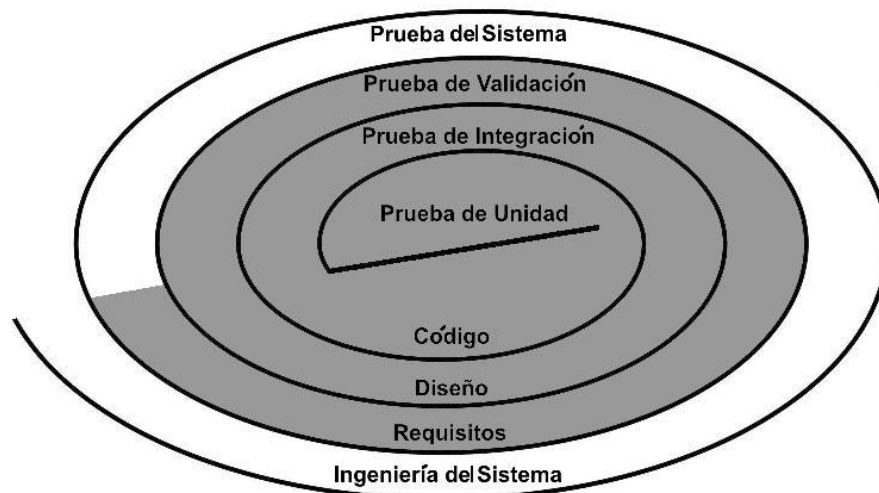 Prueba del Sistema
Prueba de Validación
Prueba de Integración
Prueba de Unidad
Código
Diseño
Requisitos
Ingeniería del Sistema